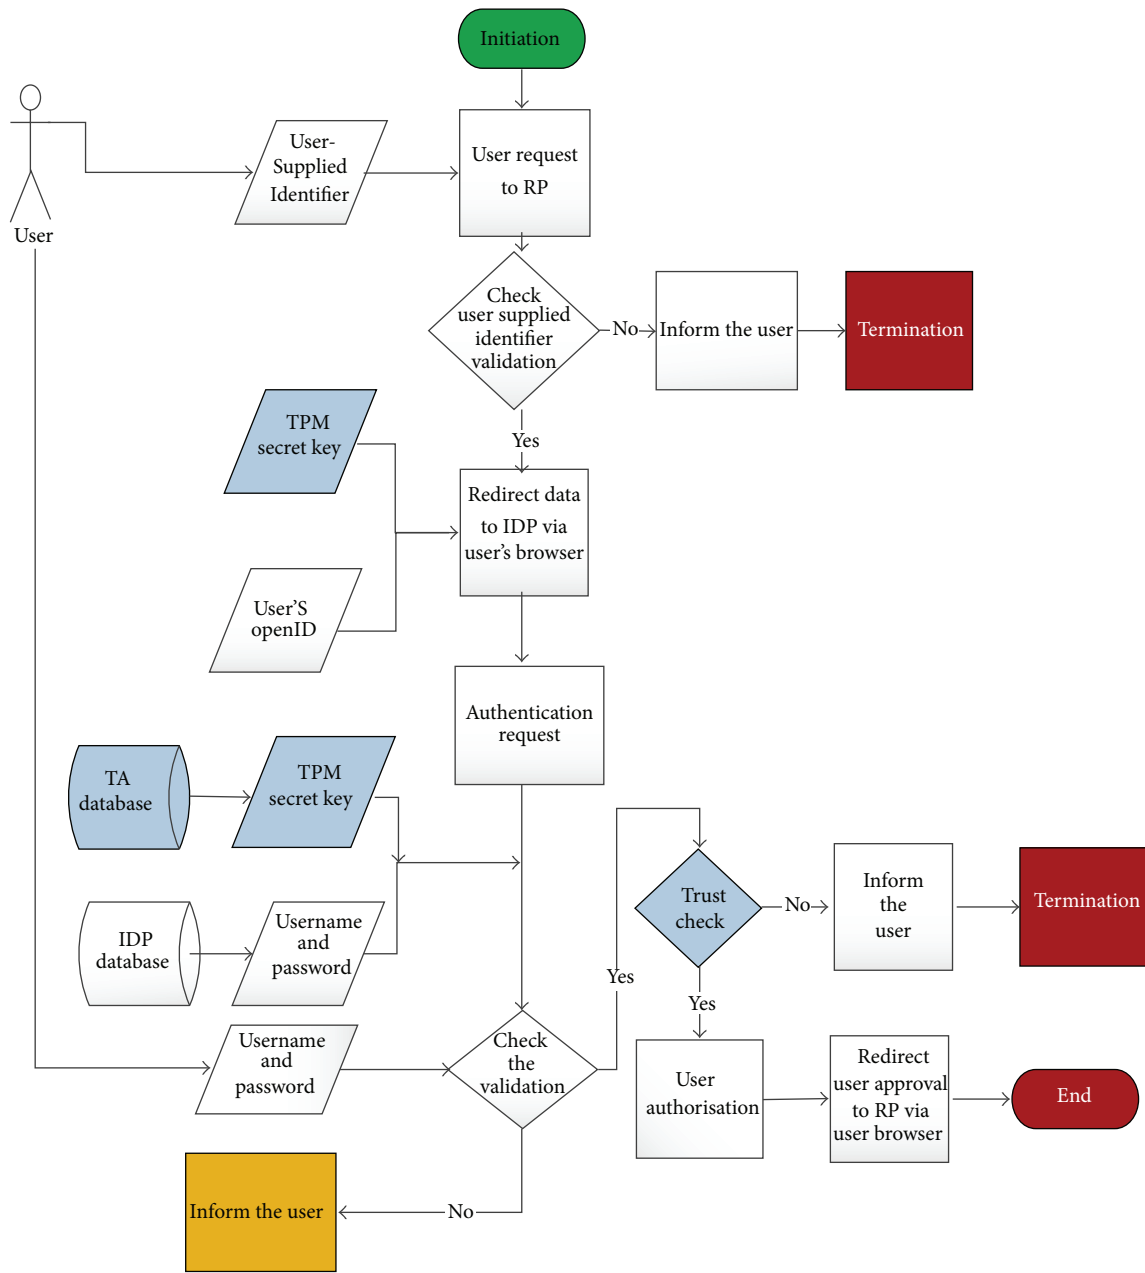 Initiation
User-
Supplied
Identifier
User request
to RP
User
Check
user supplied
identifier
validation
No
Inform the user
Termination
TPM
secret key
Yes
Redirect data
to IDP via
user's browser
User'S
openID
Authentication
request
TA
database
TPM
secret key
Trust
check
No
Inform
the
user
Termination
IDP
database
Username
and
password
Yes
Yes
Username
and
password
Check
the
validation
User
authorisation
Redirect
user approval
to RP via
user browser
End
Inform the user
No